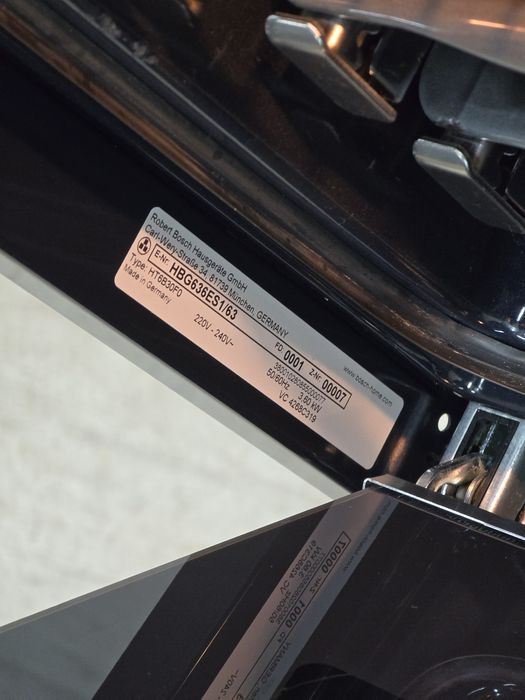 Robert Bosch Hausgeräte GmbH
Carl-Wery-Straße 34, 81739 München, GERMANY
www.bosch-home.com
E-Nr. HBG636ES1/63 FD 0001 Z-Nr 00007
Type: HT6B30F0
Made in Germany
220V - 240V~
50/60Hz 3,60 kW
VC 4268C319